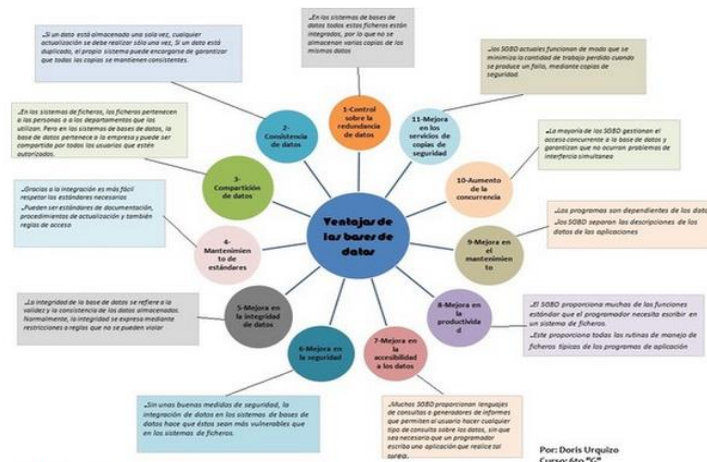 Ventajas de
las bases de
datos
1-Control
sobre la
redundancia de
datos
.En los sistemas de bases de
datos todos estos ficheros están
integrados, por lo que no se
almacenan varias copias de los
mismos datos
2-
Consistencia
de datos
.Si un dato está almacenado una sola vez, cualquier
actualización se debe realizar sólo una vez, Si un dato está
duplicado, el propio sistema puede encargarse de garantizar
que todas las copias se mantienen consistentes.
3-
Compartición
de datos
.En los sistemas de ficheros, los ficheros pertenecen
a las personas o a los departamentos que los
utilizan. Pero en los sistemas de bases de datos, la
base de datos pertenece a la empresa y puede ser
compartida por todos los usuarios que estén
autorizados.
4-
Mantenimien
to de
estándares
.Gracias a la integración es más fácil
respetar los estándares necesarios
.Pueden ser estándares de documentación,
procedimientos de actualización y también
reglas de acceso
5-Mejora en
la integridad
de datos
.La integridad de la base de datos se refiere a la
validez y la consistencia de los datos almacenados.
Normalmente, la integridad se expresa mediante
restricciones o reglas que no se pueden violar
6-Mejora en
la seguridad
.Sin unas buenas medidas de seguridad, la
integración de datos en los sistemas de bases de
datos hace que éstos sean más vulnerables que
en los sistemas de ficheros.
7-Mejora en
la
accesibilidad
a los datos
.Muchos SGBD proporcionan lenguajes
de consultas o generadores de informes
que permiten al usuario hacer cualquier
tipo de consulta sobre los datos, sin que
sea necesario que un programador
escriba una aplicación que realice tal
tarea.
8-Mejora en
la
productivida
d
.El SGBD proporciona muchas de las funciones
estándar que el programador necesita escribir en
un sistema de ficheros.
.Este proporciona todas las rutinas de manejo de
ficheros típicas de los programas de aplicación
9-Mejora
en el
mantenimie
nto
.Los programas son dependientes de los datos
.los SGBD separan las descripciones de los
datos de las aplicaciones
10-Aumento
de la
concurrencia
.La mayoría de los SGBD gestionan el
acceso concurrente a la base de datos y
garantizan que no ocurran problemas de
interfercia simultanea
11-Mejora
en los
servicios de
copias de
seguridad
.los SGBD actuales funcionan de modo que se
minimiza la cantidad de trabajo perdido cuando
se produce un fallo, mediante copias de
seguridad.
Por: Doris Urquizo
Curso: 6to "G"